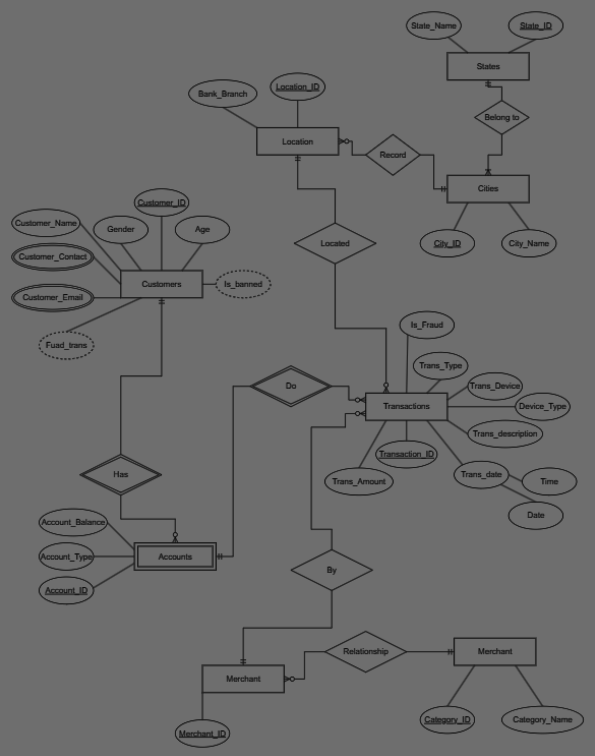 State_Name
State_ID
States
Location_ID
Bank_Branch
Belong to
Location
Record
Cities
Customer_ID
Customer_Name
Gender
Age
Located
City_ID
City_Name
Customer_Contact
Customers
Is_banned
Customer_Email
Is_Fraud
Fuad_trans
Trans_Type
Do
Trans_Device
Transactions
Device_Type
Trans_description
Transaction_ID
Has
Trans_Amount
Trans_date
Time
Date
Account_Balance
Account_Type
Accounts
By
Account_ID
Relationship
Merchant
Merchant
Category_ID
Category_Name
Merchant_ID